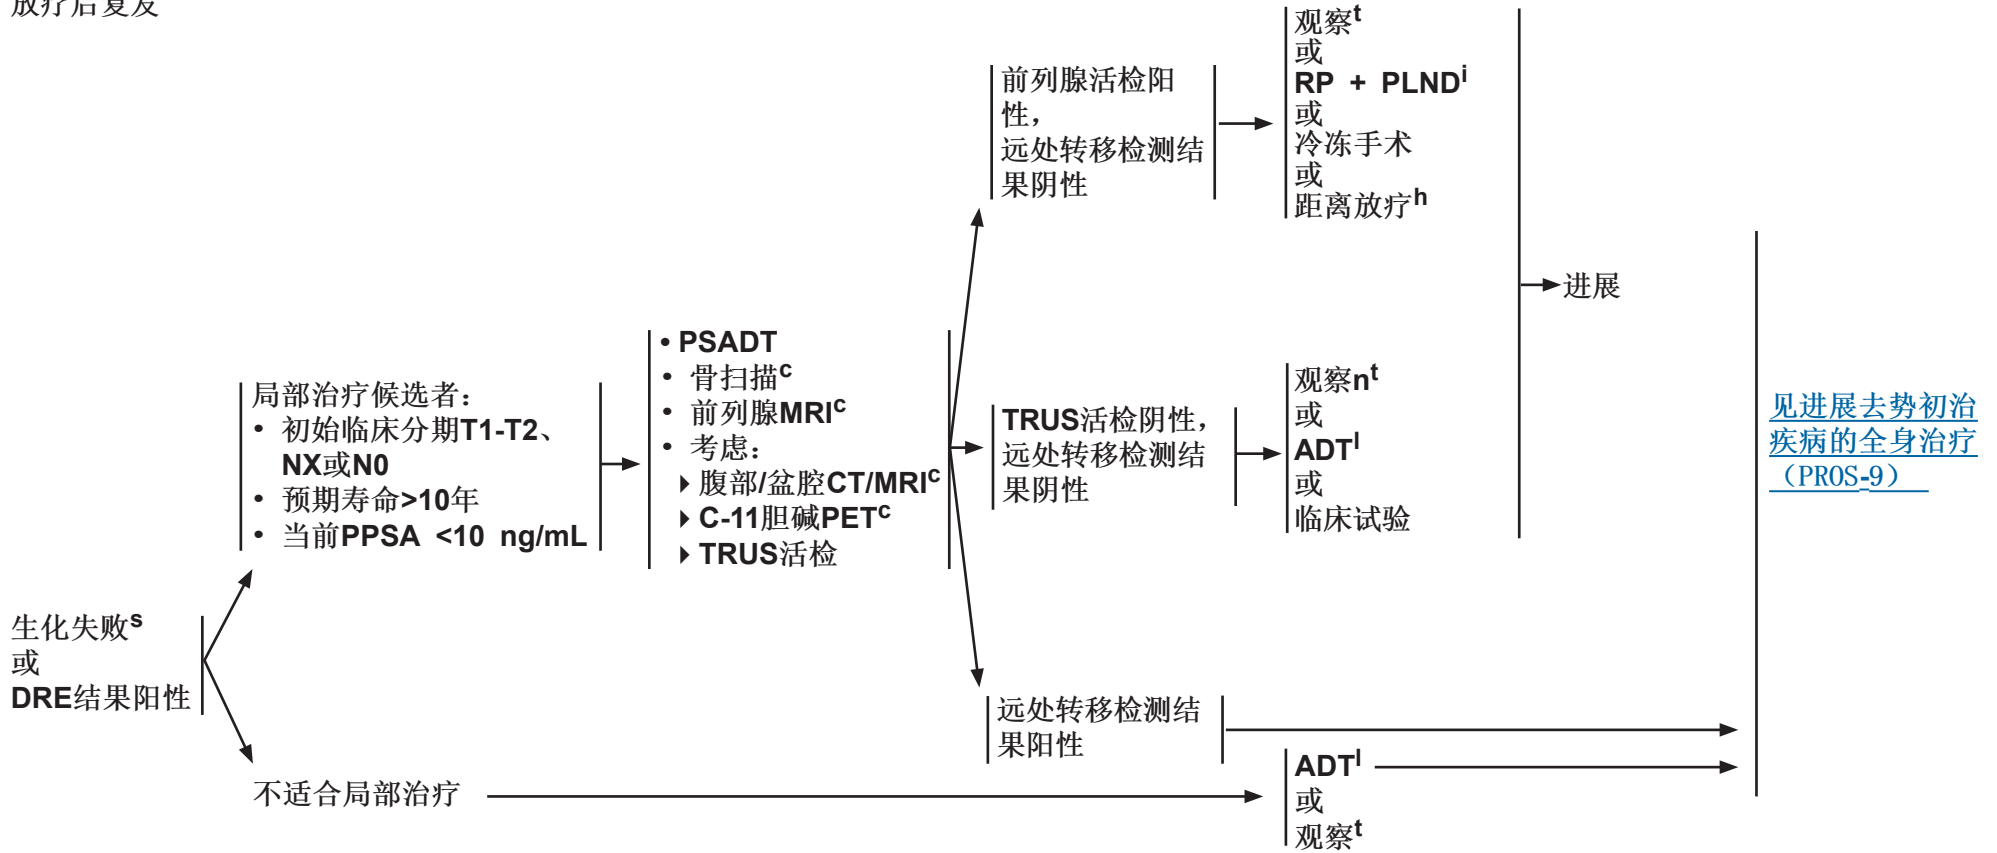 放疗后复发
生化失败s
或
DRE结果阳性
局部治疗候选者:
• 初始临床分期T1-T2、
NX或N0
• 预期寿命>10年
• 当前PPSA <10 ng/mL
不适合局部治疗
• PSADT
• 骨扫描c
• 前列腺MRIc
• 考虑:
腹部/盆腔CT/MRIc
C-11胆碱PETc
TRUS活检
前列腺活检阳
性,
远处转移检测结
果阴性
TRUS活检阴性,
远处转移检测结
果阴性
远处转移检测结
果阳性
观察t
或
RP + PLNDi
或
冷冻手术
或
距离放疗h
观察nt
或
ADTl
或
临床试验
ADTl
或
观察t
进展
见进展去势初治
疾病的全身治疗
(PROS-9)